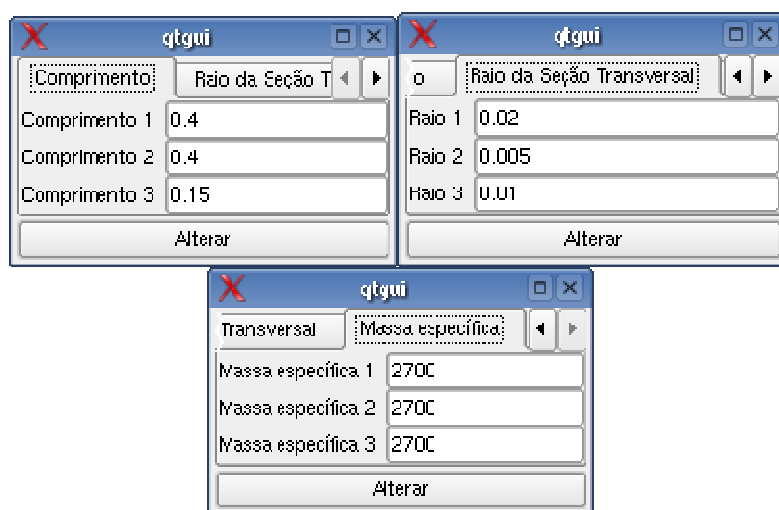 qtgui
Comprimento Raio da Seção T
Comprimento 1 0.4
Comprimento 2 0.4
Comprimento 3 0.15
Alterar
qtgui
o Raio da Seção Transversal
Raio 1 0.02
Raio 2 0.005
Raio 3 0.01
Alterar
qtgui
Transversal Massa específica
Massa específica 1 2700
Massa específica 2 2700
Massa específica 3 2700
Alterar